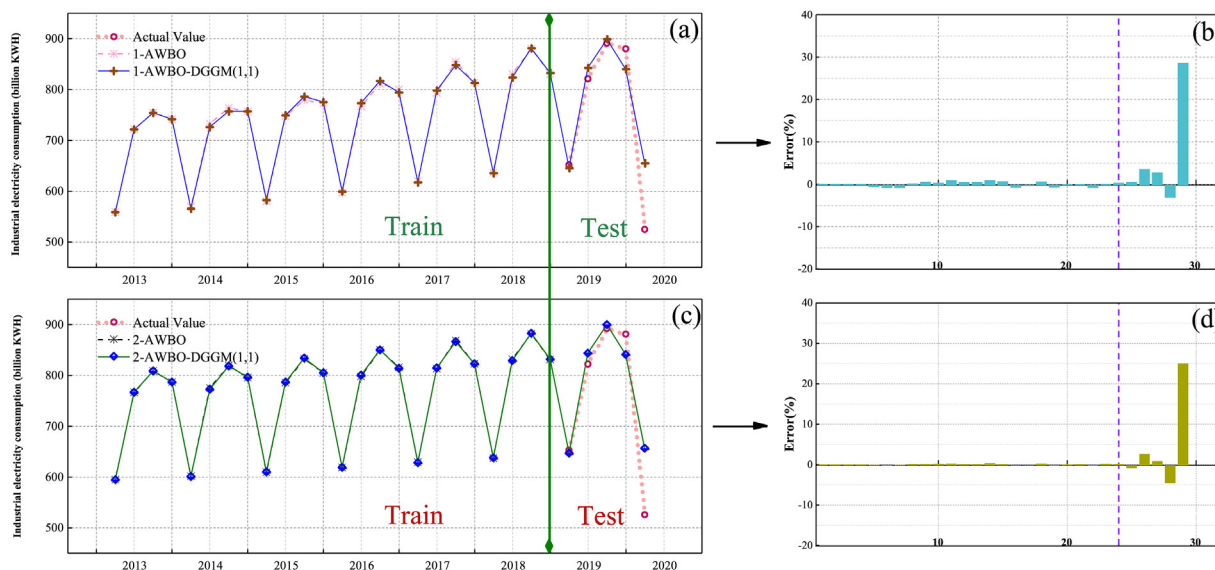 (a)
Industrial electricity consumption (billion KWH)
900
800
700
600
500
Actual Value
1-AWBO
1-AWBO-DGGM(1,1)
Train
Test
2013 2014 2015 2016 2017 2018 2019 2020
(b)
Error(%)
40
30
20
10
0
-10
-20
10 20 30
(c)
Industrial electricity consumption (billion KWH)
900
800
700
600
500
Actual Value
2-AWBO
2-AWBO-DGGM(1,1)
Train
Test
2013 2014 2015 2016 2017 2018 2019 2020
(d)
Error(%)
40
30
20
10
0
-10
-20
10 20 30